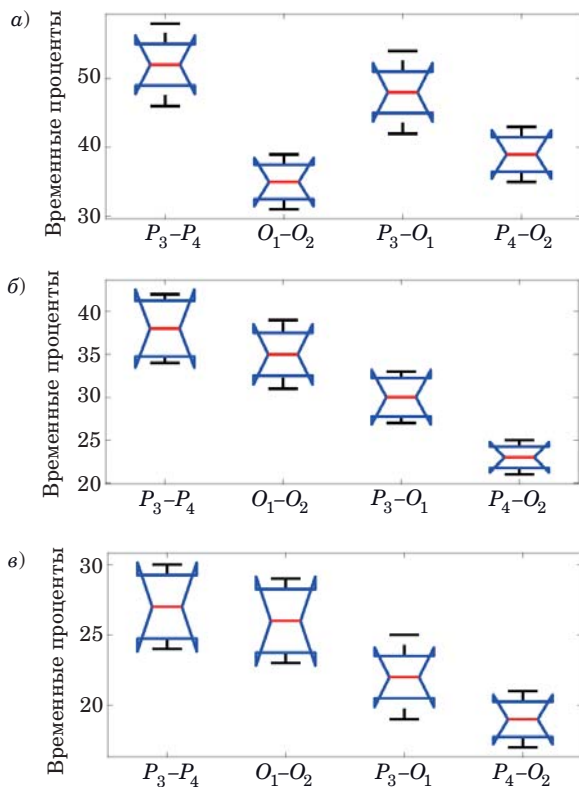 а)
Временные проценты
50
40
30
P₃–P₄ O₁–O₂ P₃–O₁ P₄–O₂
б)
Временные проценты
40
35
30
25
20
P₃–P₄ O₁–O₂ P₃–O₁ P₄–O₂
в)
Временные проценты
30
25
20
P₃–P₄ O₁–O₂ P₃–O₁ P₄–O₂